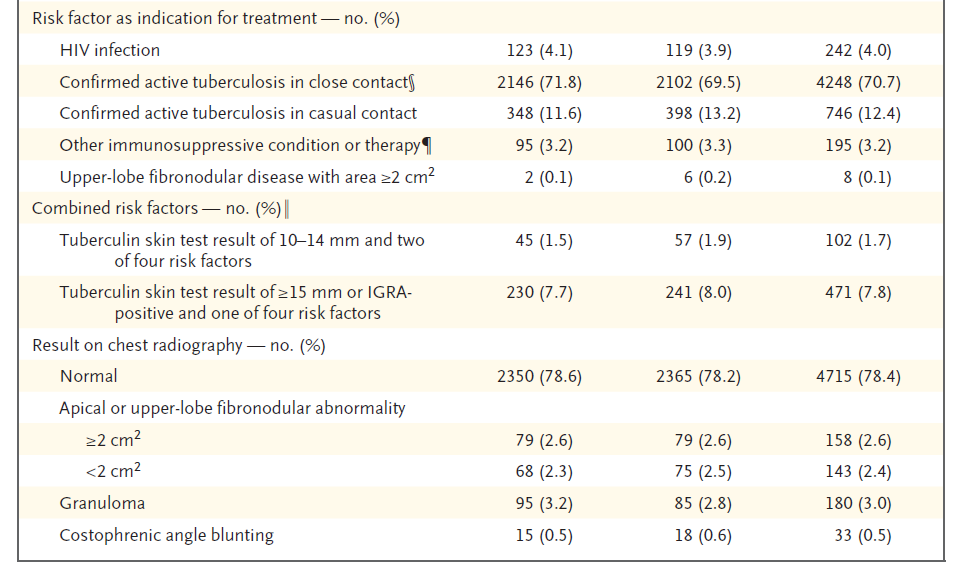 Risk factor as indication for treatment — no. (%)
HIV infection 123 (4.1) 119 (3.9) 242 (4.0)
Confirmed active tuberculosis in close contact§ 2146 (71.8) 2102 (69.5) 4248 (70.7)
Confirmed active tuberculosis in casual contact 348 (11.6) 398 (13.2) 746 (12.4)
Other immunosuppressive condition or therapy¶ 95 (3.2) 100 (3.3) 195 (3.2)
Upper-lobe fibronodular disease with area ≥2 cm² 2 (0.1) 6 (0.2) 8 (0.1)
Combined risk factors — no. (%)‖
Tuberculin skin test result of 10–14 mm and two 45 (1.5) 57 (1.9) 102 (1.7)
of four risk factors
Tuberculin skin test result of ≥15 mm or IGRA- 230 (7.7) 241 (8.0) 471 (7.8)
positive and one of four risk factors
Result on chest radiography — no. (%)
Normal 2350 (78.6) 2365 (78.2) 4715 (78.4)
Apical or upper-lobe fibronodular abnormality
≥2 cm² 79 (2.6) 79 (2.6) 158 (2.6)
<2 cm² 68 (2.3) 75 (2.5) 143 (2.4)
Granuloma 95 (3.2) 85 (2.8) 180 (3.0)
Costophrenic angle blunting 15 (0.5) 18 (0.6) 33 (0.5)